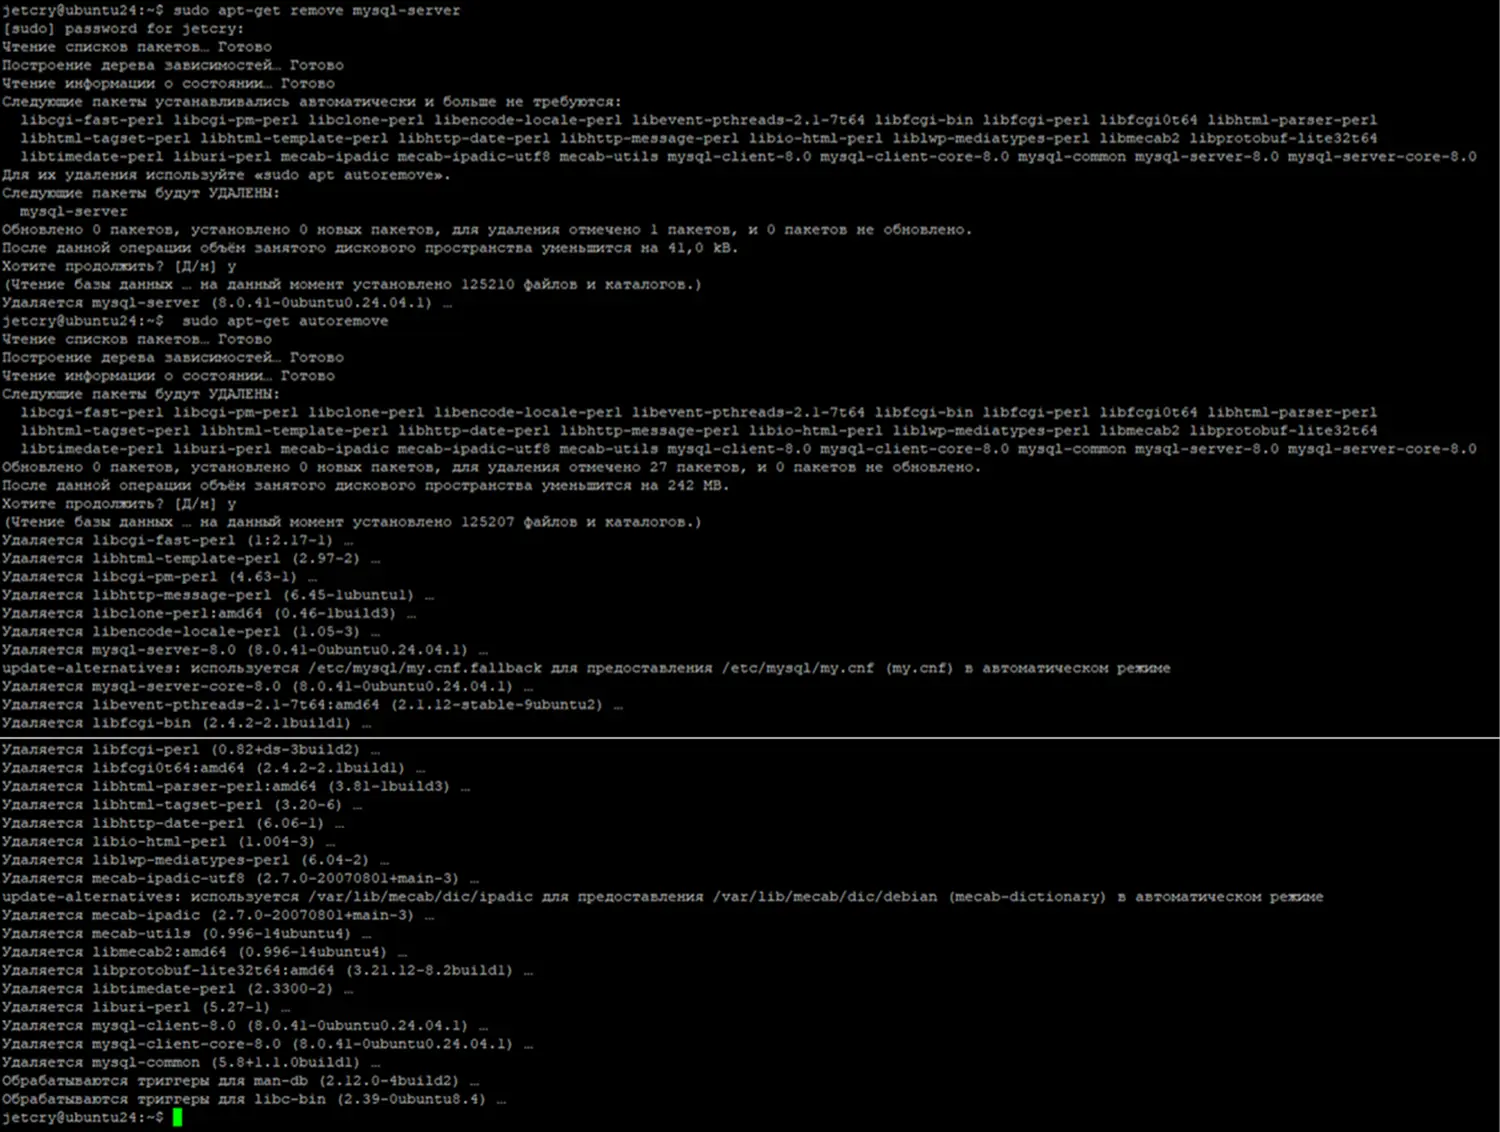 jetcry@ubuntu24:~$ sudo apt-get remove mysql-server
[sudo] password for jetcry:
Чтение списков пакетов… Готово
Построение дерева зависимостей… Готово
Чтение информации о состоянии… Готово
Следующие пакеты устанавливались автоматически и больше не требуются:
  libcgi-fast-perl libcgi-pm-perl libclone-perl libencode-locale-perl libevent-pthreads-2.1-7t64 libfcgi-bin libfcgi-perl libfcgi0t64 libhtml-parser-perl
  libhtml-tagset-perl libhtml-template-perl libhttp-date-perl libhttp-message-perl libio-html-perl liblwp-mediatypes-perl libmecab2 libprotobuf-lite32t64
  libtimedate-perl liburi-perl mecab-ipadic mecab-ipadic-utf8 mecab-utils mysql-client-8.0 mysql-client-core-8.0 mysql-common mysql-server-8.0 mysql-server-core-8.0
Для их удаления используйте «sudo apt autoremove».
Следующие пакеты будут УДАЛЕНЫ:
  mysql-server
Обновлено 0 пакетов, установлено 0 новых пакетов, для удаления отмечено 1 пакетов, и 0 пакетов не обновлено.
После данной операции объём занятого дискового пространства уменьшится на 41,0 kB.
Хотите продолжить? [Д/н] y
(Чтение базы данных … на данный момент установлено 125210 файлов и каталогов.)
Удаляется mysql-server (8.0.41-0ubuntu0.24.04.1) …
jetcry@ubuntu24:~$  sudo apt-get autoremove
Чтение списков пакетов… Готово
Построение дерева зависимостей… Готово
Чтение информации о состоянии… Готово
Следующие пакеты будут УДАЛЕНЫ:
  libcgi-fast-perl libcgi-pm-perl libclone-perl libencode-locale-perl libevent-pthreads-2.1-7t64 libfcgi-bin libfcgi-perl libfcgi0t64 libhtml-parser-perl
  libhtml-tagset-perl libhtml-template-perl libhttp-date-perl libhttp-message-perl libio-html-perl liblwp-mediatypes-perl libmecab2 libprotobuf-lite32t64
  libtimedate-perl liburi-perl mecab-ipadic mecab-ipadic-utf8 mecab-utils mysql-client-8.0 mysql-client-core-8.0 mysql-common mysql-server-8.0 mysql-server-core-8.0
Обновлено 0 пакетов, установлено 0 новых пакетов, для удаления отмечено 27 пакетов, и 0 пакетов не обновлено.
После данной операции объём занятого дискового пространства уменьшится на 242 MB.
Хотите продолжить? [Д/н] y
(Чтение базы данных … на данный момент установлено 125207 файлов и каталогов.)
Удаляется libcgi-fast-perl (1:2.17-1) …
Удаляется libhtml-template-perl (2.97-2) …
Удаляется libcgi-pm-perl (4.63-1) …
Удаляется libhttp-message-perl (6.45-1ubuntu1) …
Удаляется libclone-perl:amd64 (0.46-1build3) …
Удаляется libencode-locale-perl (1.05-3) …
Удаляется mysql-server-8.0 (8.0.41-0ubuntu0.24.04.1) …
update-alternatives: используется /etc/mysql/my.cnf.fallback для предоставления /etc/mysql/my.cnf (my.cnf) в автоматическом режиме
Удаляется mysql-server-core-8.0 (8.0.41-0ubuntu0.24.04.1) …
Удаляется libevent-pthreads-2.1-7t64:amd64 (2.1.12-stable-9ubuntu2) …
Удаляется libfcgi-bin (2.4.2-2.1build1) …
Удаляется libfcgi-perl (0.82+ds-3build2) …
Удаляется libfcgi0t64:amd64 (2.4.2-2.1build1) …
Удаляется libhtml-parser-perl:amd64 (3.81-1build3) …
Удаляется libhtml-tagset-perl (3.20-6) …
Удаляется libhttp-date-perl (6.06-1) …
Удаляется libio-html-perl (1.004-3) …
Удаляется liblwp-mediatypes-perl (6.04-2) …
Удаляется mecab-ipadic-utf8 (2.7.0-20070801+main-3) …
update-alternatives: используется /var/lib/mecab/dic/ipadic для предоставления /var/lib/mecab/dic/debian (mecab-dictionary) в автоматическом режиме
Удаляется mecab-ipadic (2.7.0-20070801+main-3) …
Удаляется mecab-utils (0.996-14ubuntu4) …
Удаляется libmecab2:amd64 (0.996-14ubuntu4) …
Удаляется libprotobuf-lite32t64:amd64 (3.21.12-8.2build1) …
Удаляется libtimedate-perl (2.3300-2) …
Удаляется liburi-perl (5.27-1) …
Удаляется mysql-client-8.0 (8.0.41-0ubuntu0.24.04.1) …
Удаляется mysql-client-core-8.0 (8.0.41-0ubuntu0.24.04.1) …
Удаляется mysql-common (5.8+1.1.0build1) …
Обрабатываются триггеры для man-db (2.12.0-4build2) …
Обрабатываются триггеры для libc-bin (2.39-0ubuntu8.4) …
jetcry@ubuntu24:~$